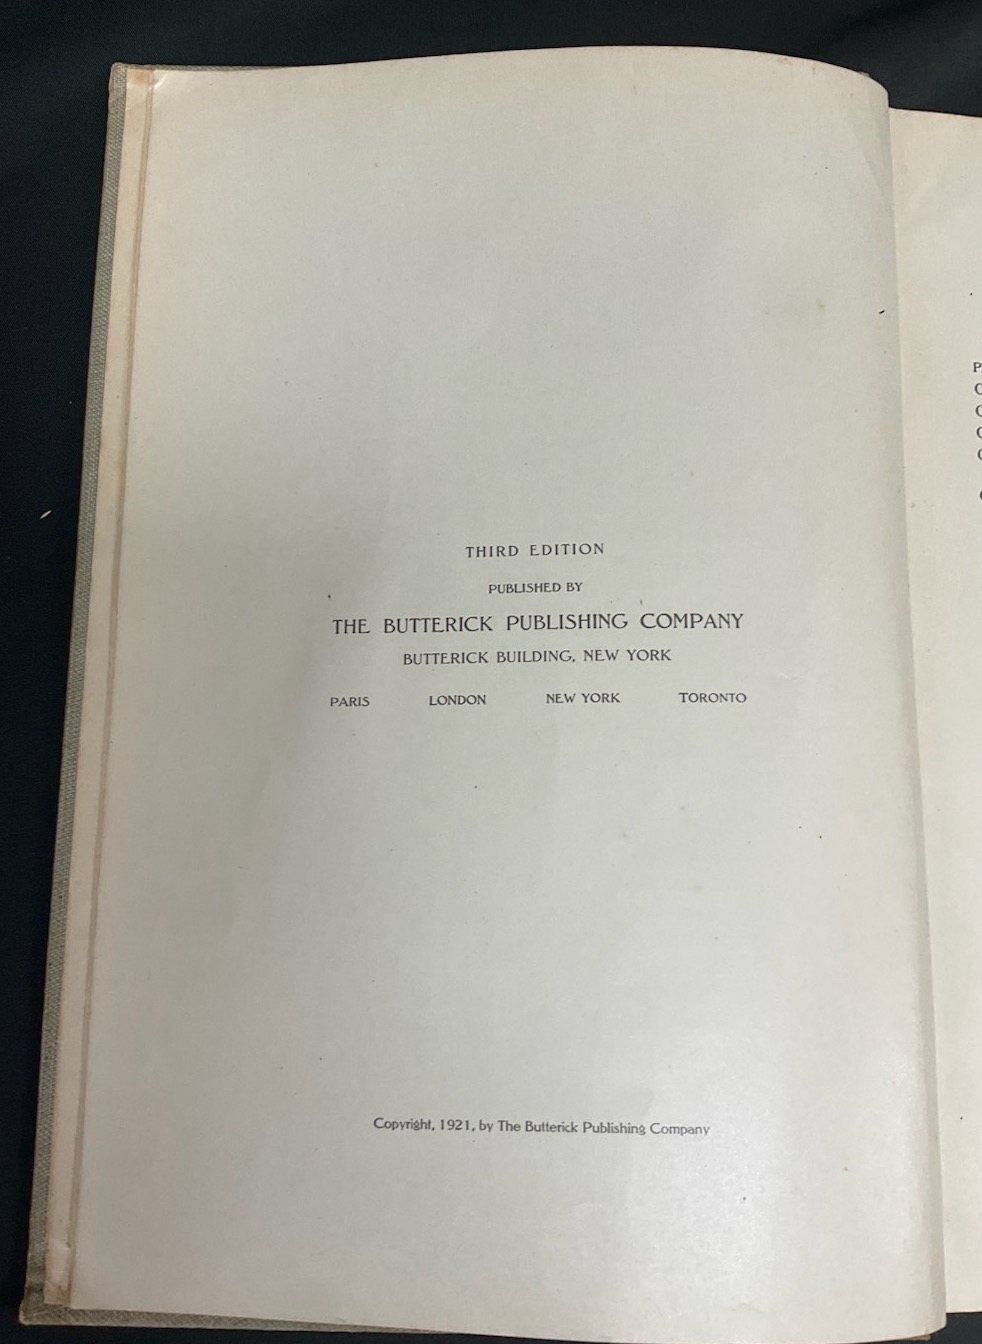 THIRD EDITION
PUBLISHED BY
THE BUTTERICK PUBLISHING COMPANY
BUTTERICK BUILDING, NEW YORK
PARIS LONDON NEW YORK TORONTO
Copyright, 1921, by The Butterick Publishing Company